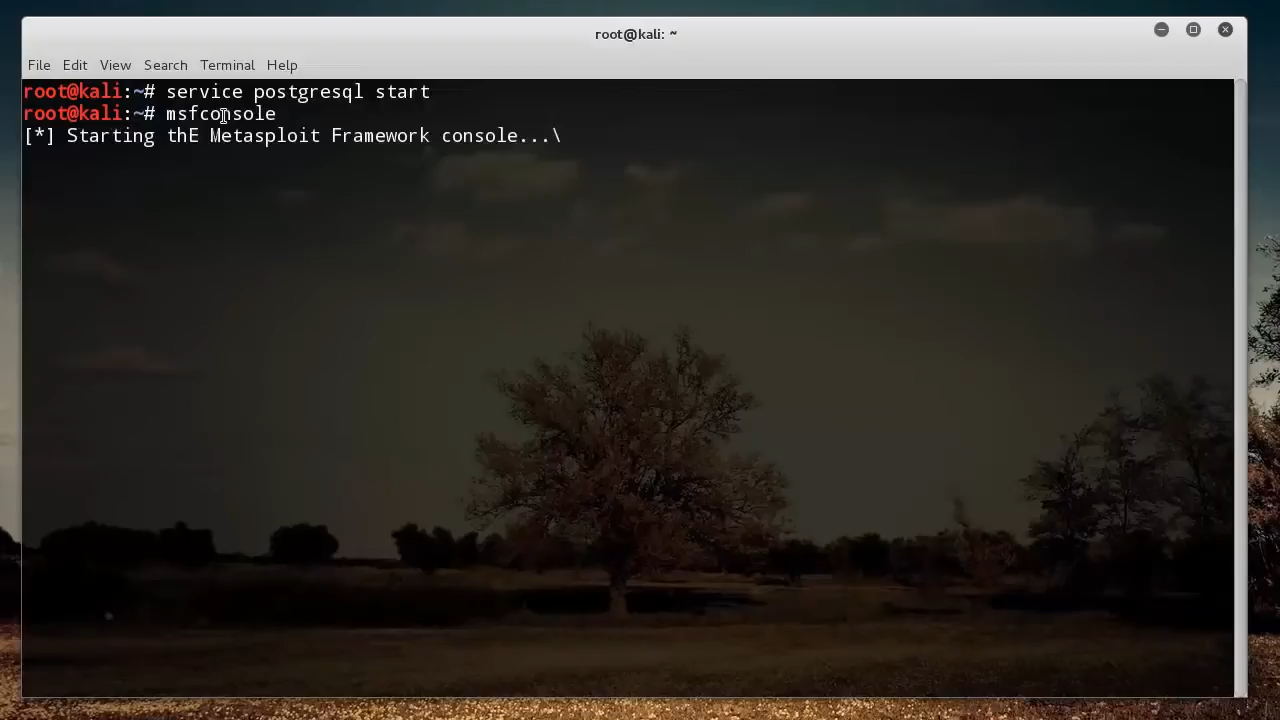 root@kali: ~
File Edit View Search Terminal Help
root@kali:~# service postgresql start
root@kali:~# msfconsole
[*] Starting thE Metasploit Framework console...\